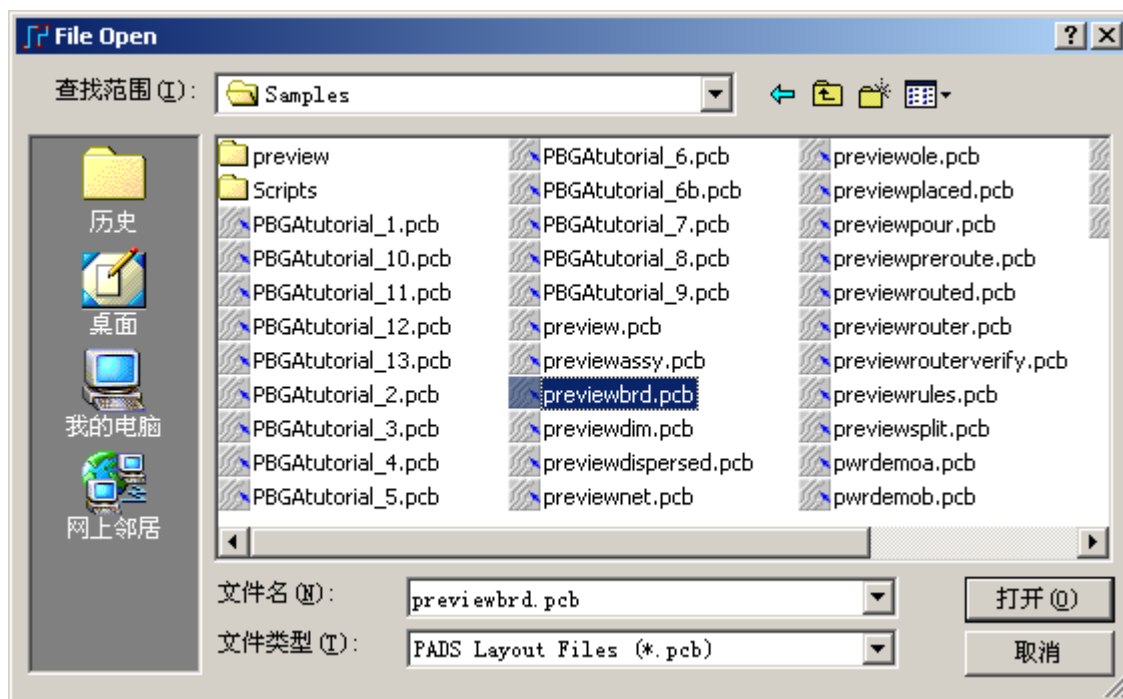 File Open
查找范围(I):
Samples
历史
桌面
我的电脑
网上邻居
preview
Scripts
PBGAtutorial_1.pcb
PBGAtutorial_10.pcb
PBGAtutorial_11.pcb
PBGAtutorial_12.pcb
PBGAtutorial_13.pcb
PBGAtutorial_2.pcb
PBGAtutorial_3.pcb
PBGAtutorial_4.pcb
PBGAtutorial_5.pcb
PBGAtutorial_6.pcb
PBGAtutorial_6b.pcb
PBGAtutorial_7.pcb
PBGAtutorial_8.pcb
PBGAtutorial_9.pcb
preview.pcb
previewassy.pcb
previewbrd.pcb
previewdim.pcb
previewdispersed.pcb
previewnet.pcb
previewole.pcb
previewplaced.pcb
previewpour.pcb
previewpreroute.pcb
previewrouted.pcb
previewrouter.pcb
previewrouterverify.pcb
previewrules.pcb
previewsplit.pcb
pwrdemoa.pcb
pwrdemob.pcb
文件名(N):
previewbrd.pcb
打开(O)
文件类型(T):
PADS Layout Files (*.pcb)
取消